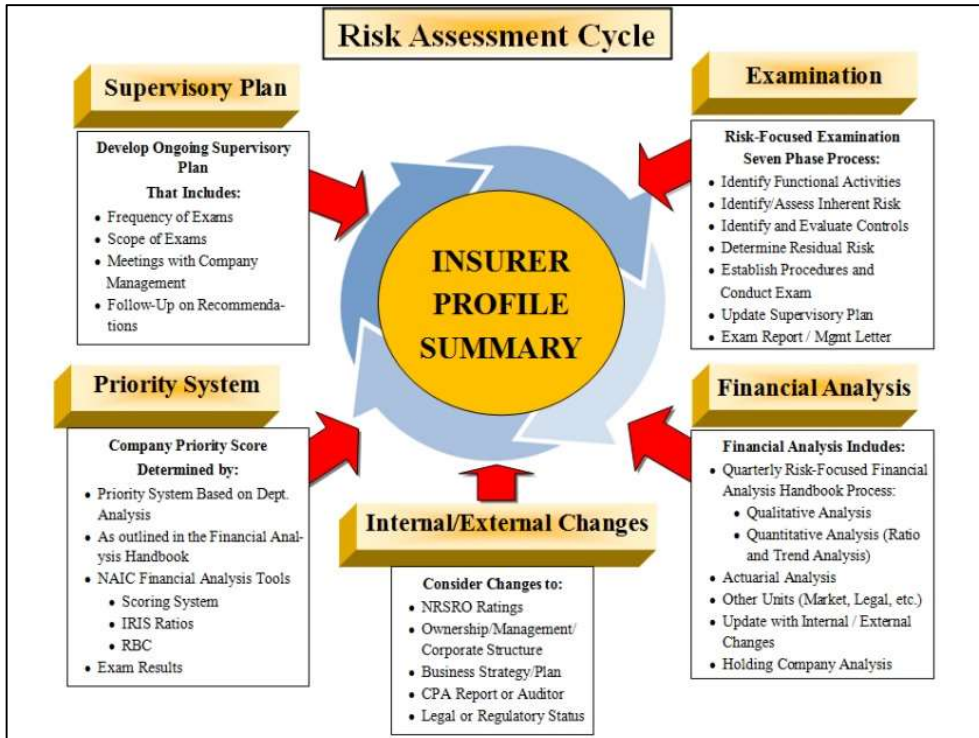 Risk Assessment Cycle
Supervisory Plan
Develop Ongoing Supervisory
Plan
That Includes:
• Frequency of Exams
• Scope of Exams
• Meetings with Company
Management
• Follow-Up on Recommenda-
tions
Examination
Risk-Focused Examination
Seven Phase Process:
• Identify Functional Activities
• Identify/Assess Inherent Risk
• Identify and Evaluate Controls
• Determine Residual Risk
• Establish Procedures and
Conduct Exam
• Update Supervisory Plan
• Exam Report / Mgmt Letter
INSURER
PROFILE
SUMMARY
Priority System
Company Priority Score
Determined by:
• Priority System Based on Dept.
Analysis
• As outlined in the Financial Anal-
ysis Handbook
• NAIC Financial Analysis Tools
• Scoring System
• IRIS Ratios
• RBC
• Exam Results
Internal/External Changes
Consider Changes to:
• NRSRO Ratings
• Ownership/Management/
Corporate Structure
• Business Strategy/Plan
• CPA Report or Auditor
• Legal or Regulatory Status
Financial Analysis
Financial Analysis Includes:
• Quarterly Risk-Focused Financial
Analysis Handbook Process:
• Qualitative Analysis
• Quantitative Analysis (Ratio
and Trend Analysis)
• Actuarial Analysis
• Other Units (Market, Legal, etc.)
• Update with Internal / External
Changes
• Holding Company Analysis